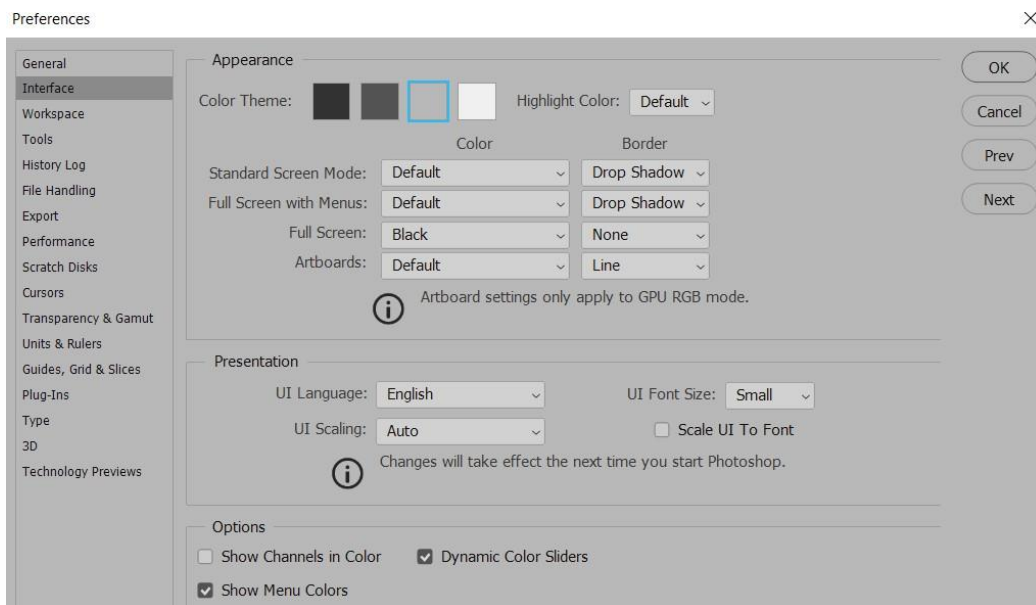 Preferences
General
Interface
Workspace
Tools
History Log
File Handling
Export
Performance
Scratch Disks
Cursors
Transparency & Gamut
Units & Rulers
Guides, Grid & Slices
Plug-Ins
Type
3D
Technology Previews
Appearance
Color Theme: Highlight Color: Default
Color Border
Standard Screen Mode: Default Drop Shadow
Full Screen with Menus: Default Drop Shadow
Full Screen: Black None
Artboards: Default Line
Artboard settings only apply to GPU RGB mode.
Presentation
UI Language: English UI Font Size: Small
UI Scaling: Auto Scale UI To Font
Changes will take effect the next time you start Photoshop.
Options
Show Channels in Color Dynamic Color Sliders
Show Menu Colors
OK
Cancel
Prev
Next